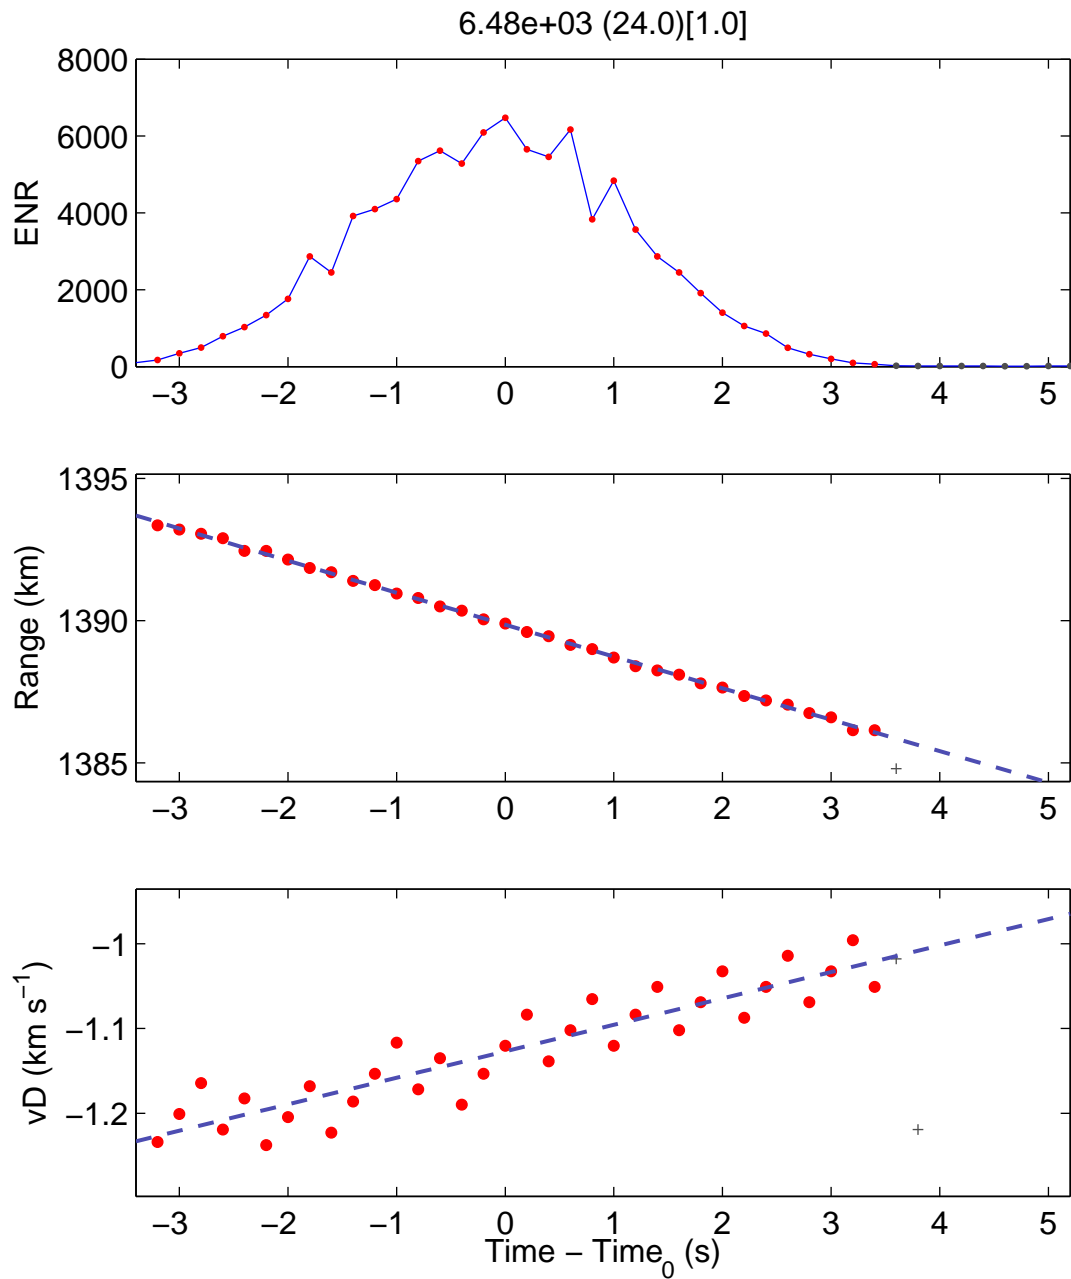 6.48e+03 (24.0)[1.0]
8000
6000
4000
2000
0
ENR
−3 −2 −1 0 1 2 3 4 5
1395
1390
1385
Range (km)
−3 −2 −1 0 1 2 3 4 5
−1
−1.1
−1.2
vD (km s⁻¹)
−3 −2 −1 0 1 2 3 4 5
Time − Time₀ (s)